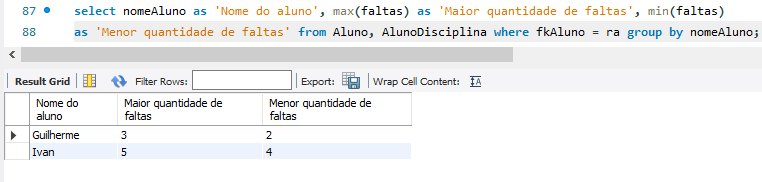 87 select nomeAluno as 'Nome do aluno', max(faltas) as 'Maior quantidade de faltas', min(faltas)
88 as 'Menor quantidade de faltas' from Aluno, AlunoDisciplina where fkAluno = ra group by nomeAluno;
Result Grid Filter Rows: Export: Wrap Cell Content: IA
Nome do aluno Maior quantidade de faltas Menor quantidade de faltas
Guilherme 3 2
Ivan 5 4